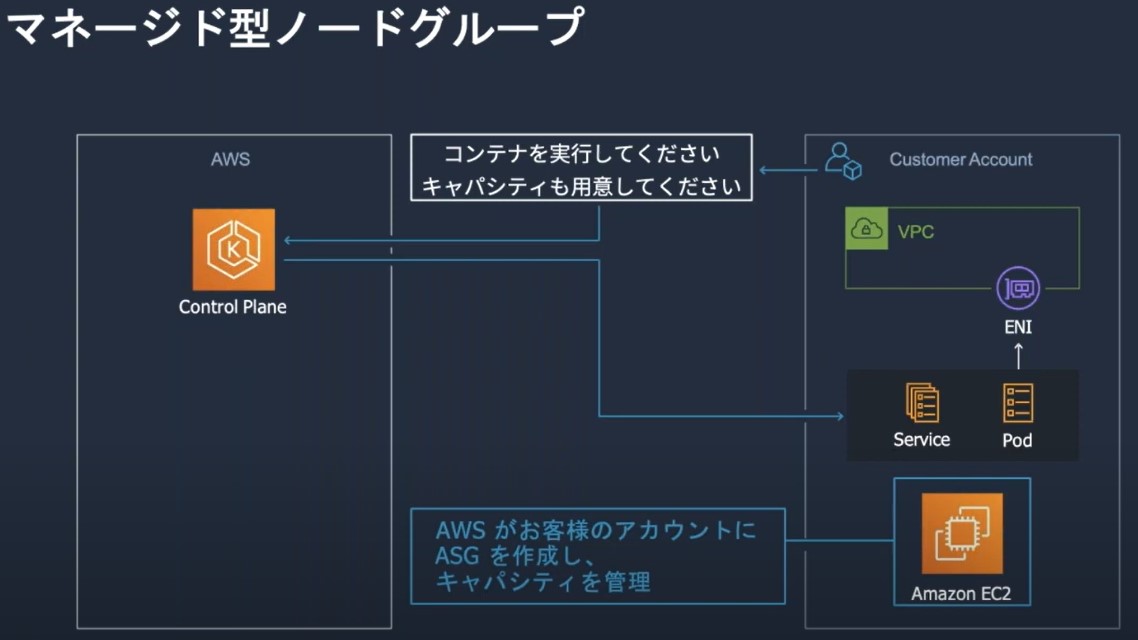 マネージド型ノードグループ
AWS
コンテナを実行してください
キャパシティも用意してください
Customer Account
VPC
Control Plane
ENI
Service
Pod
AWS がお客様のアカウントに
ASG を作成し、
キャパシティを管理
Amazon EC2